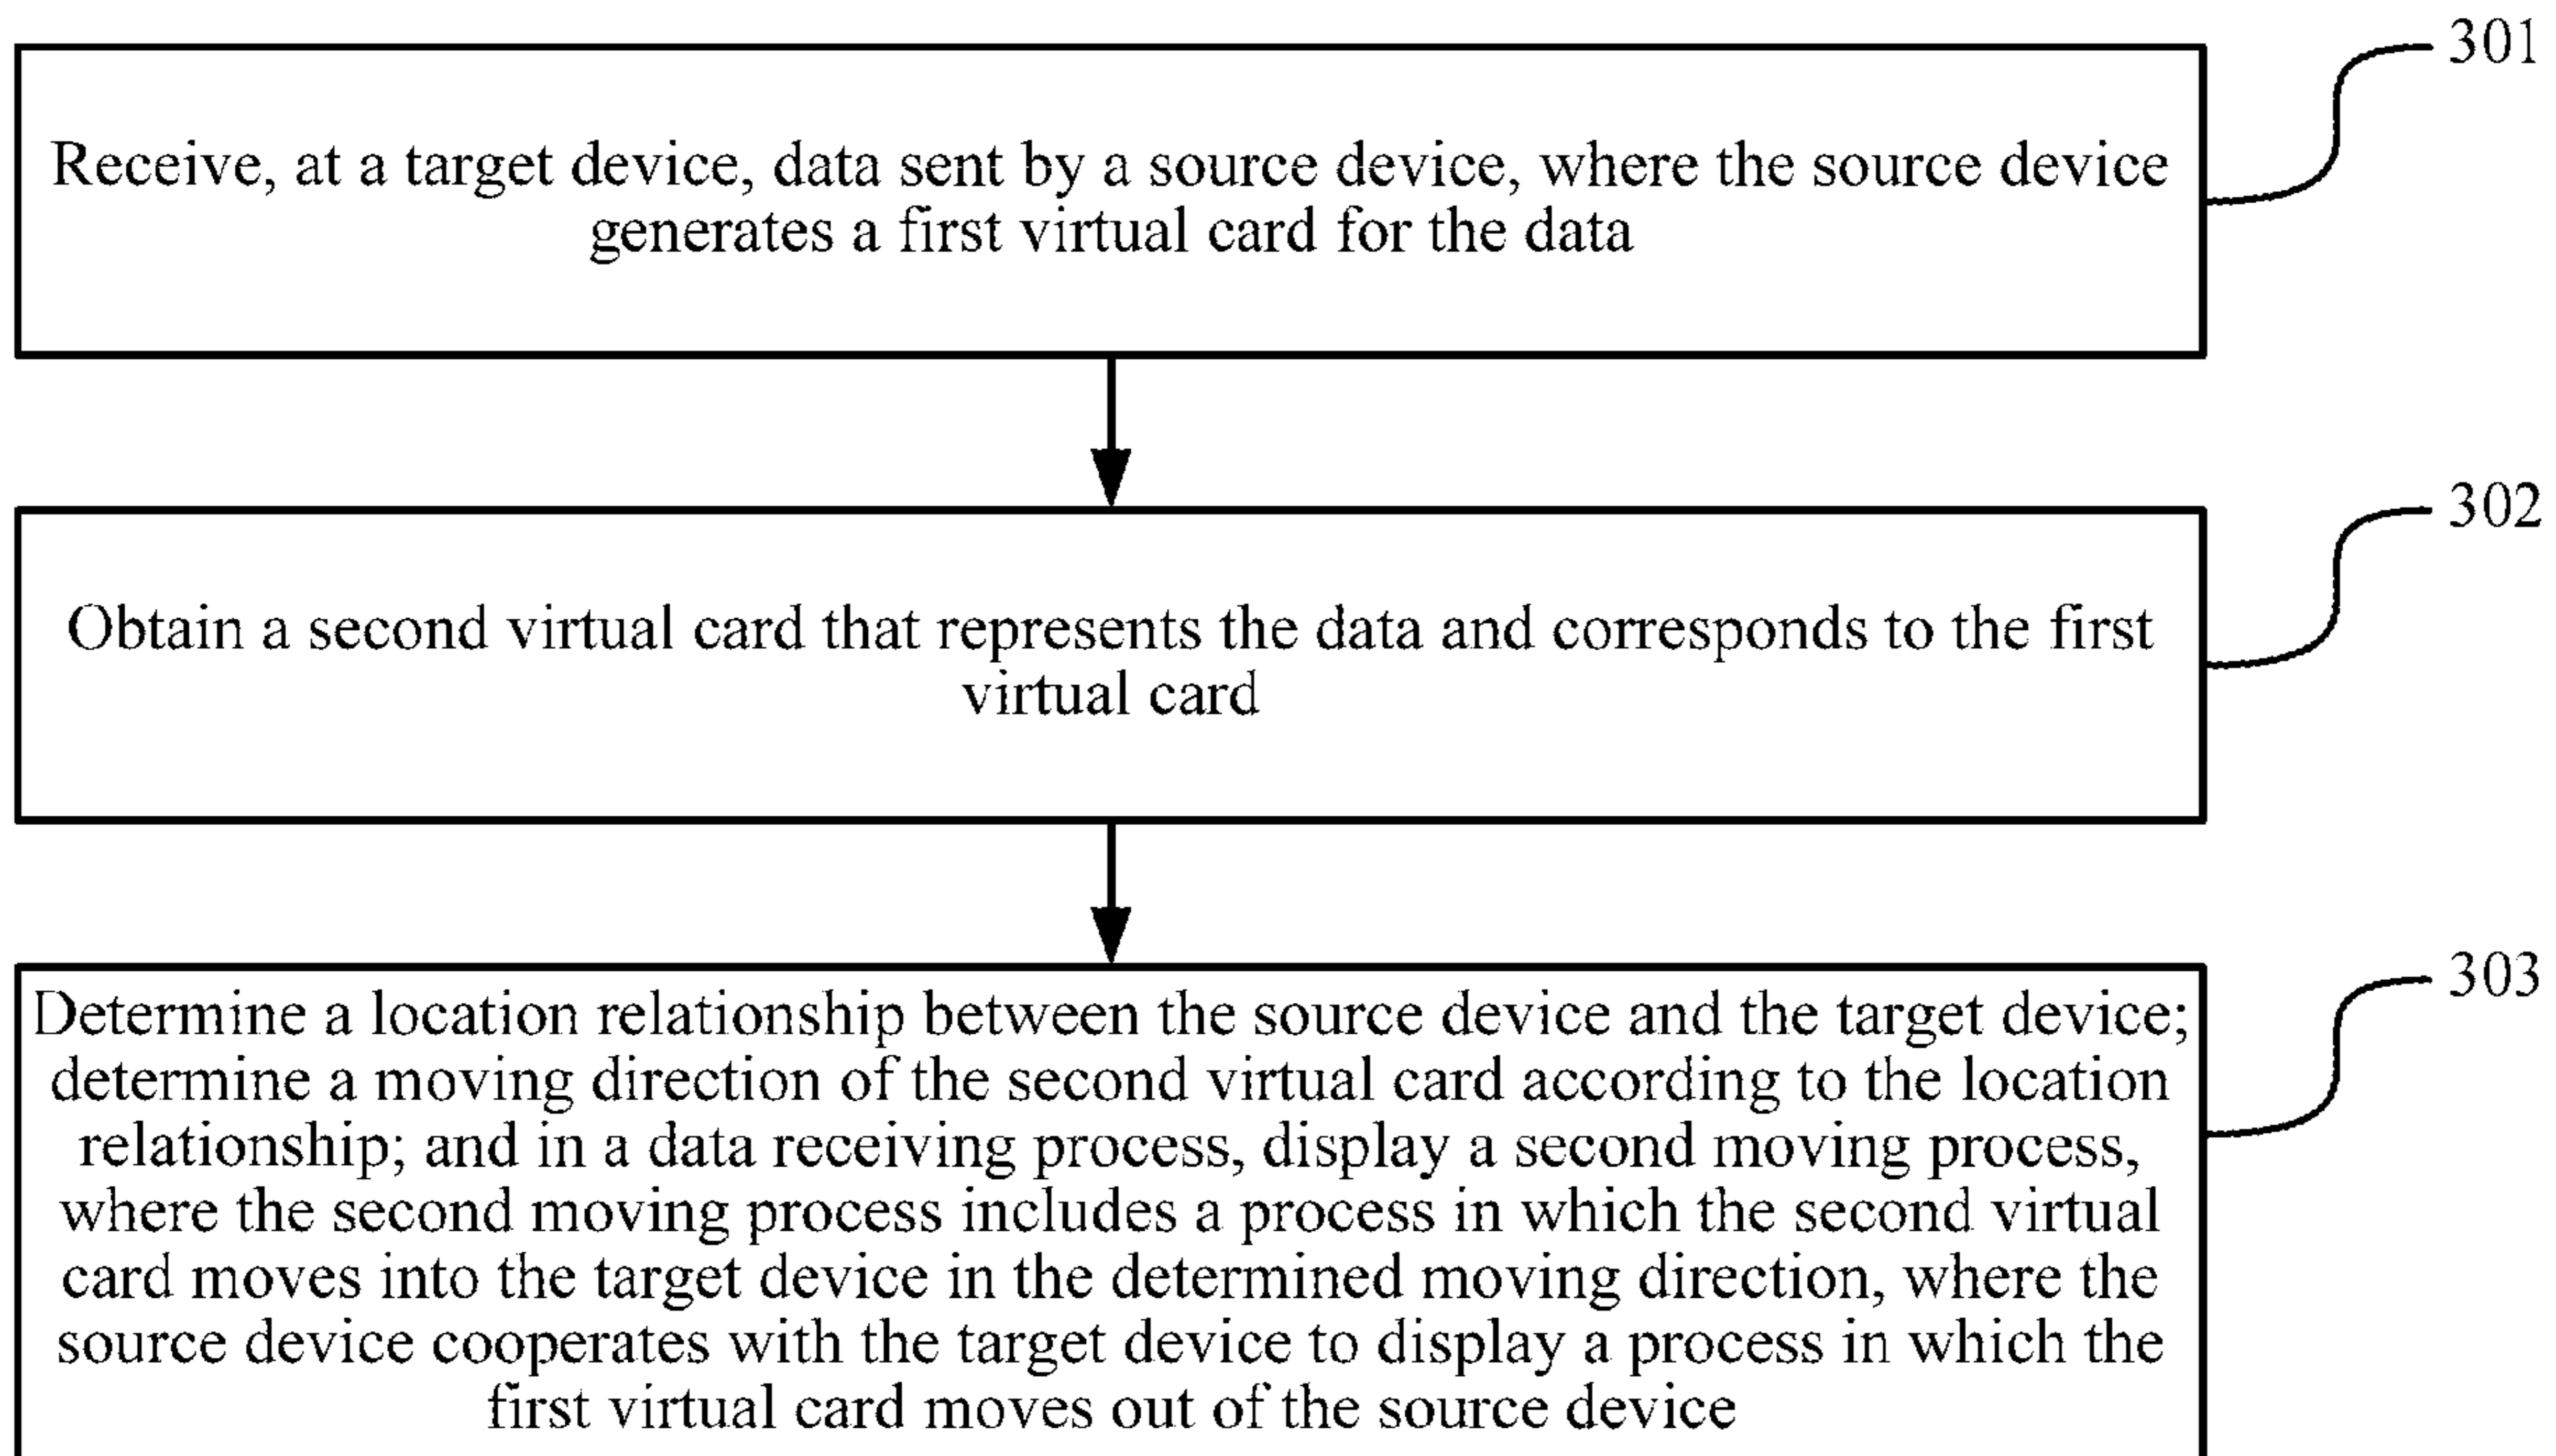 301
Receive, at a target device, data sent by a source device, where the source device
generates a first virtual card for the data
302
Obtain a second virtual card that represents the data and corresponds to the first
virtual card
303
Determine a location relationship between the source device and the target device;
determine a moving direction of the second virtual card according to the location
relationship; and in a data receiving process, display a second moving process,
where the second moving process includes a process in which the second virtual
card moves into the target device in the determined moving direction, where the
source device cooperates with the target device to display a process in which the
first virtual card moves out of the source device